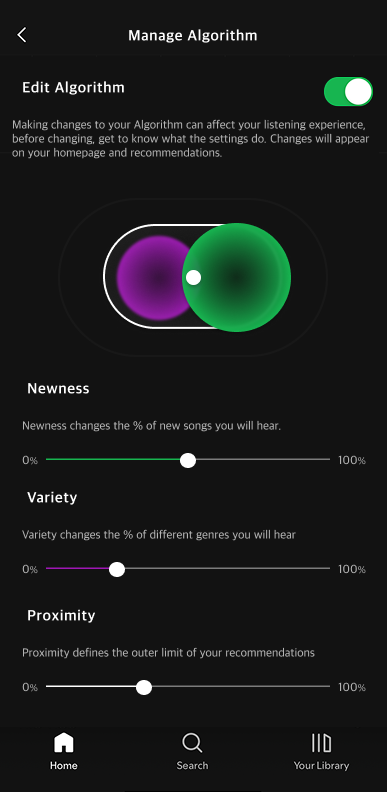 Manage Algorithm
Edit Algorithm
Making changes to your Algorithm can affect your listening experience,
before changing, get to know what the settings do. Changes will appear
on your homepage and recommendations.
Newness
Newness changes the % of new songs you will hear.
0% 100%
Variety
Variety changes the % of different genres you will hear
0% 100%
Proximity
Proximity defines the outer limit of your recommendations
0% 100%
Home Search Your Library